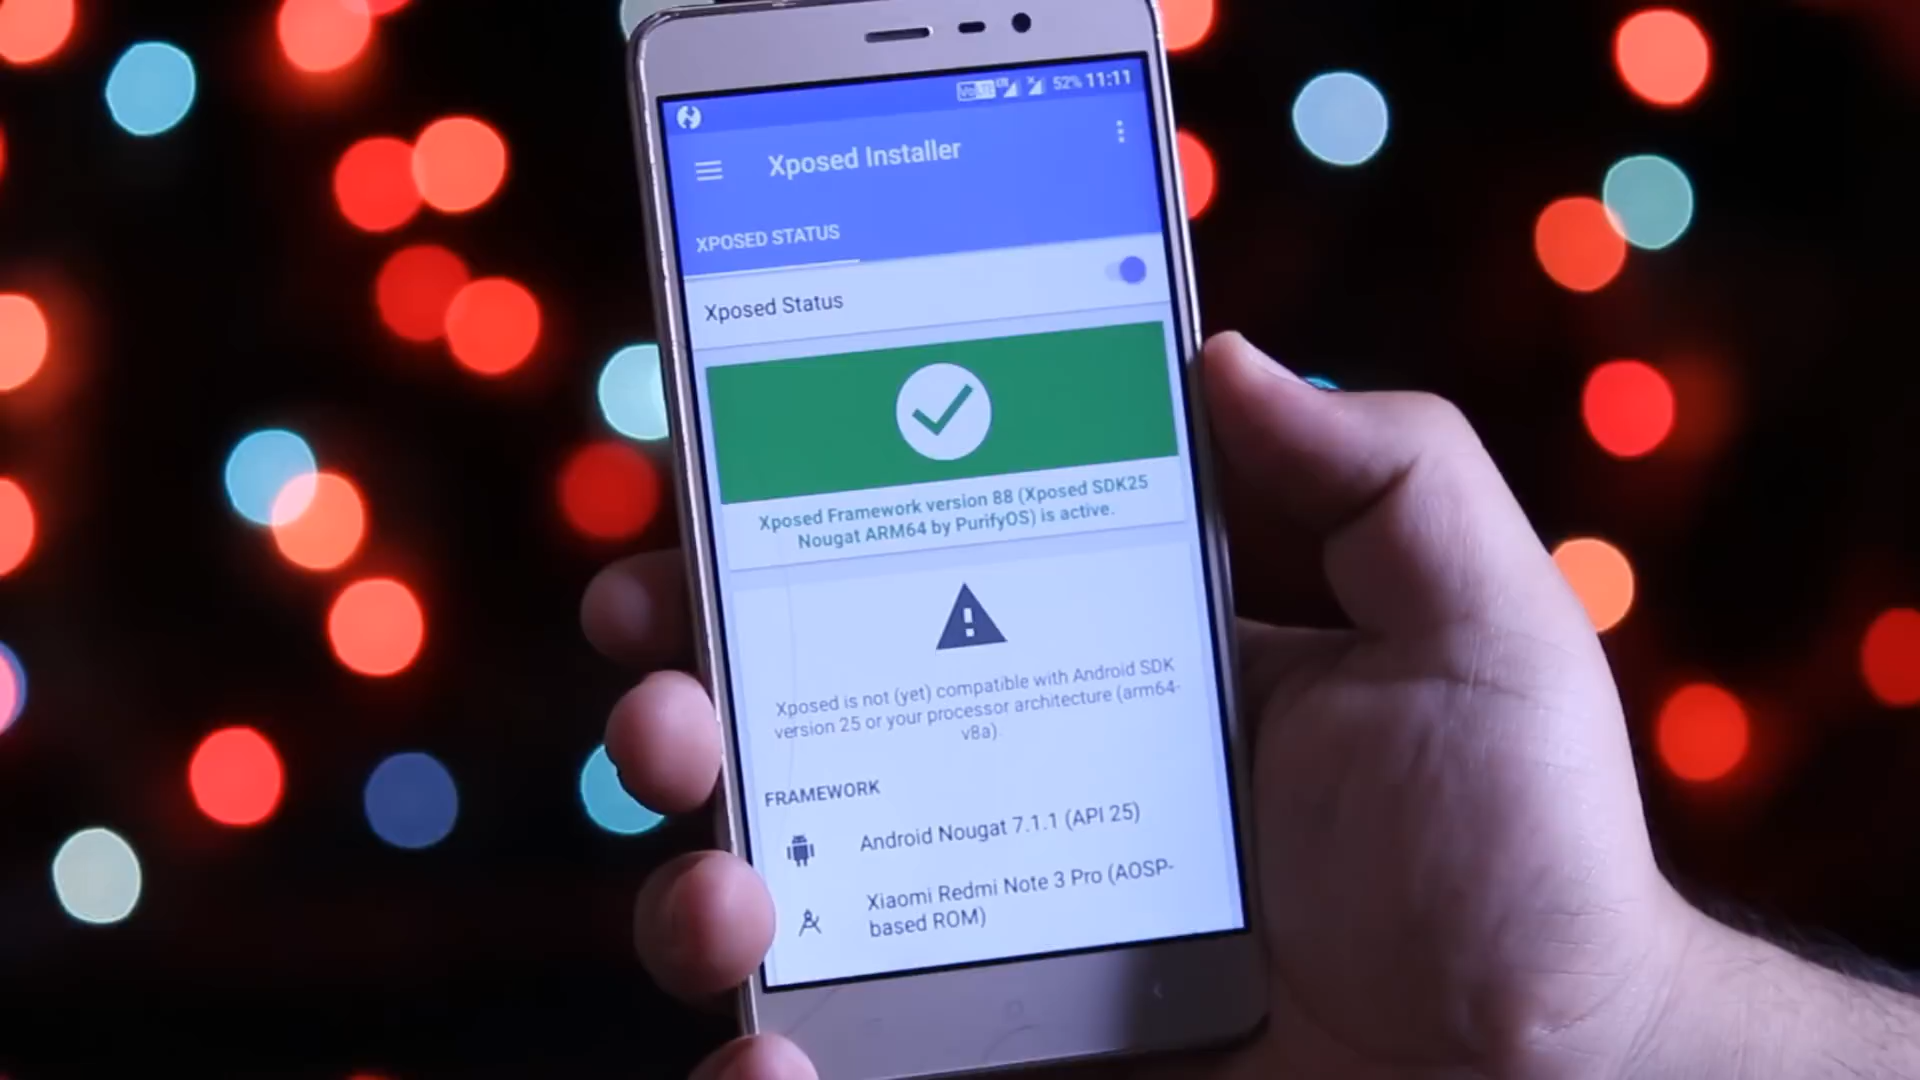 VoLTE LTE 52% 11:11
Xposed Installer
XPOSED STATUS
Xposed Status
Xposed Framework version 88 (Xposed SDK25
Nougat ARM64 by PurifyOS) is active.
Xposed is not (yet) compatible with Android SDK
version 25 or your processor architecture (arm64-
v8a).
FRAMEWORK
Android Nougat 7.1.1 (API 25)
Xiaomi Redmi Note 3 Pro (AOSP-
based ROM)